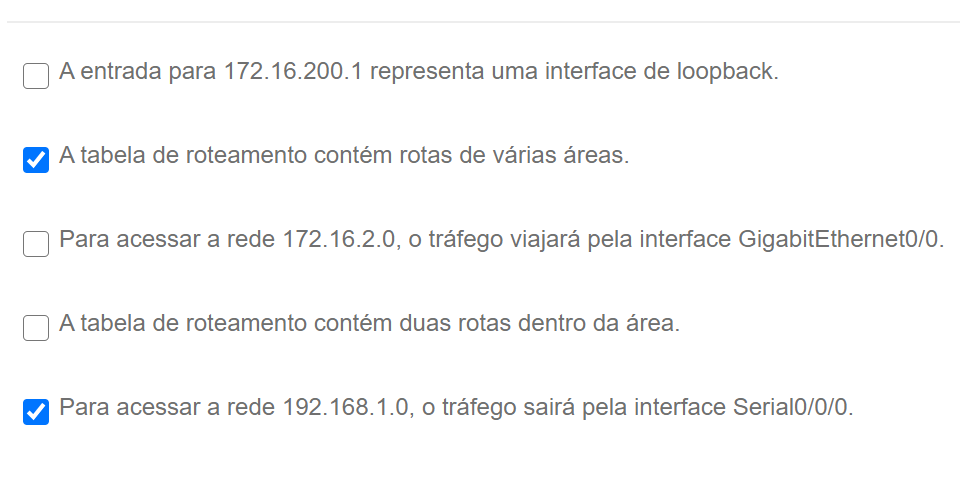 A entrada para 172.16.200.1 representa uma interface de loopback.
A tabela de roteamento contém rotas de várias áreas.
Para acessar a rede 172.16.2.0, o tráfego viajará pela interface GigabitEthernet0/0.
A tabela de roteamento contém duas rotas dentro da área.
Para acessar a rede 192.168.1.0, o tráfego sairá pela interface Serial0/0/0.